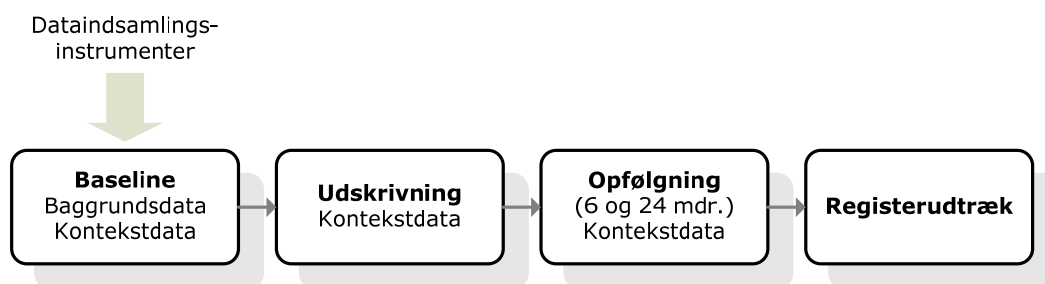 Dataindsamlings-
instrumenter
Baseline
Baggrundsdata
Kontekstdata
Udskrivning
Kontekstdata
Opfølgning
(6 og 24 mdr.)
Kontekstdata
Registerudtræk